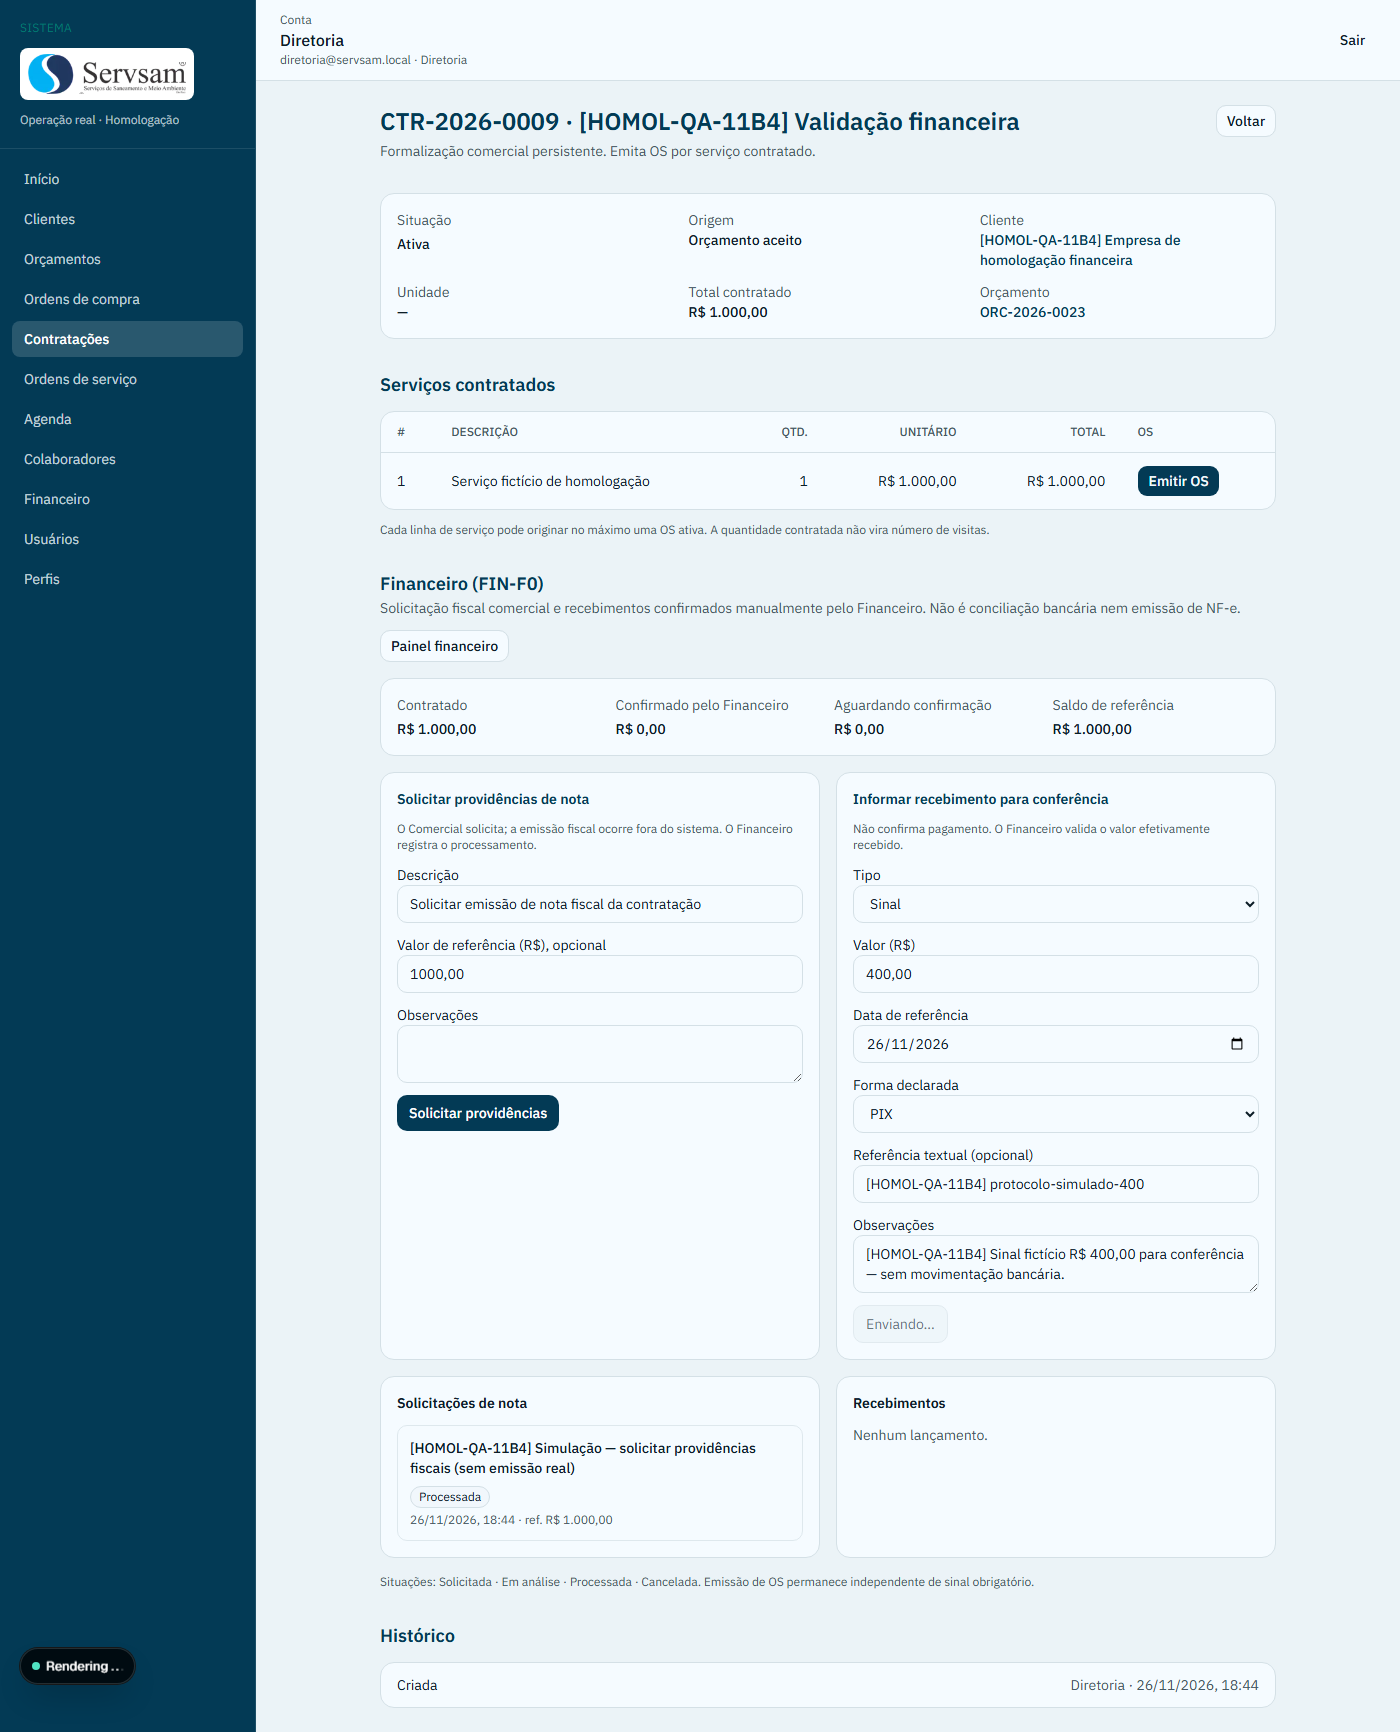 SISTEMA
Servsam
Serviços de Saneamento e Meio Ambiente
Operação real · Homologação
Início
Clientes
Orçamentos
Ordens de compra
Contratações
Ordens de serviço
Agenda
Colaboradores
Financeiro
Usuários
Perfis
Rendering ...
Conta
Diretoria
diretoria@servsam.local · Diretoria
Sair
CTR-2026-0009 · [HOMOL-QA-11B4] Validação financeira
Voltar
Formalização comercial persistente. Emita OS por serviço contratado.
Situação
Ativa
Origem
Orçamento aceito
Cliente
[HOMOL-QA-11B4] Empresa de
homologação financeira
Unidade
—
Total contratado
R$ 1.000,00
Orçamento
ORC-2026-0023
Serviços contratados
# DESCRIÇÃO QTD. UNITÁRIO TOTAL OS
1 Serviço fictício de homologação 1 R$ 1.000,00 R$ 1.000,00 Emitir OS
Cada linha de serviço pode originar no máximo uma OS ativa. A quantidade contratada não vira número de visitas.
Financeiro (FIN-F0)
Solicitação fiscal comercial e recebimentos confirmados manualmente pelo Financeiro. Não é conciliação bancária nem emissão de NF-e.
Painel financeiro
Contratado
R$ 1.000,00
Confirmado pelo Financeiro
R$ 0,00
Aguardando confirmação
R$ 0,00
Saldo de referência
R$ 1.000,00
Solicitar providências de nota
O Comercial solicita; a emissão fiscal ocorre fora do sistema. O Financeiro
registra o processamento.
Descrição
Solicitar emissão de nota fiscal da contratação
Valor de referência (R$), opcional
1000,00
Observações
Solicitar providências
Informar recebimento para conferência
Não confirma pagamento. O Financeiro valida o valor efetivamente
recebido.
Tipo
Sinal
Valor (R$)
400,00
Data de referência
26/11/2026
Forma declarada
PIX
Referência textual (opcional)
[HOMOL-QA-11B4] protocolo-simulado-400
Observações
[HOMOL-QA-11B4] Sinal fictício R$ 400,00 para conferência
— sem movimentação bancária.
Enviando...
Solicitações de nota
[HOMOL-QA-11B4] Simulação — solicitar providências
fiscais (sem emissão real)
Processada
26/11/2026, 18:44 · ref. R$ 1.000,00
Recebimentos
Nenhum lançamento.
Situações: Solicitada · Em análise · Processada · Cancelada. Emissão de OS permanece independente de sinal obrigatório.
Histórico
Criada
Diretoria · 26/11/2026, 18:44